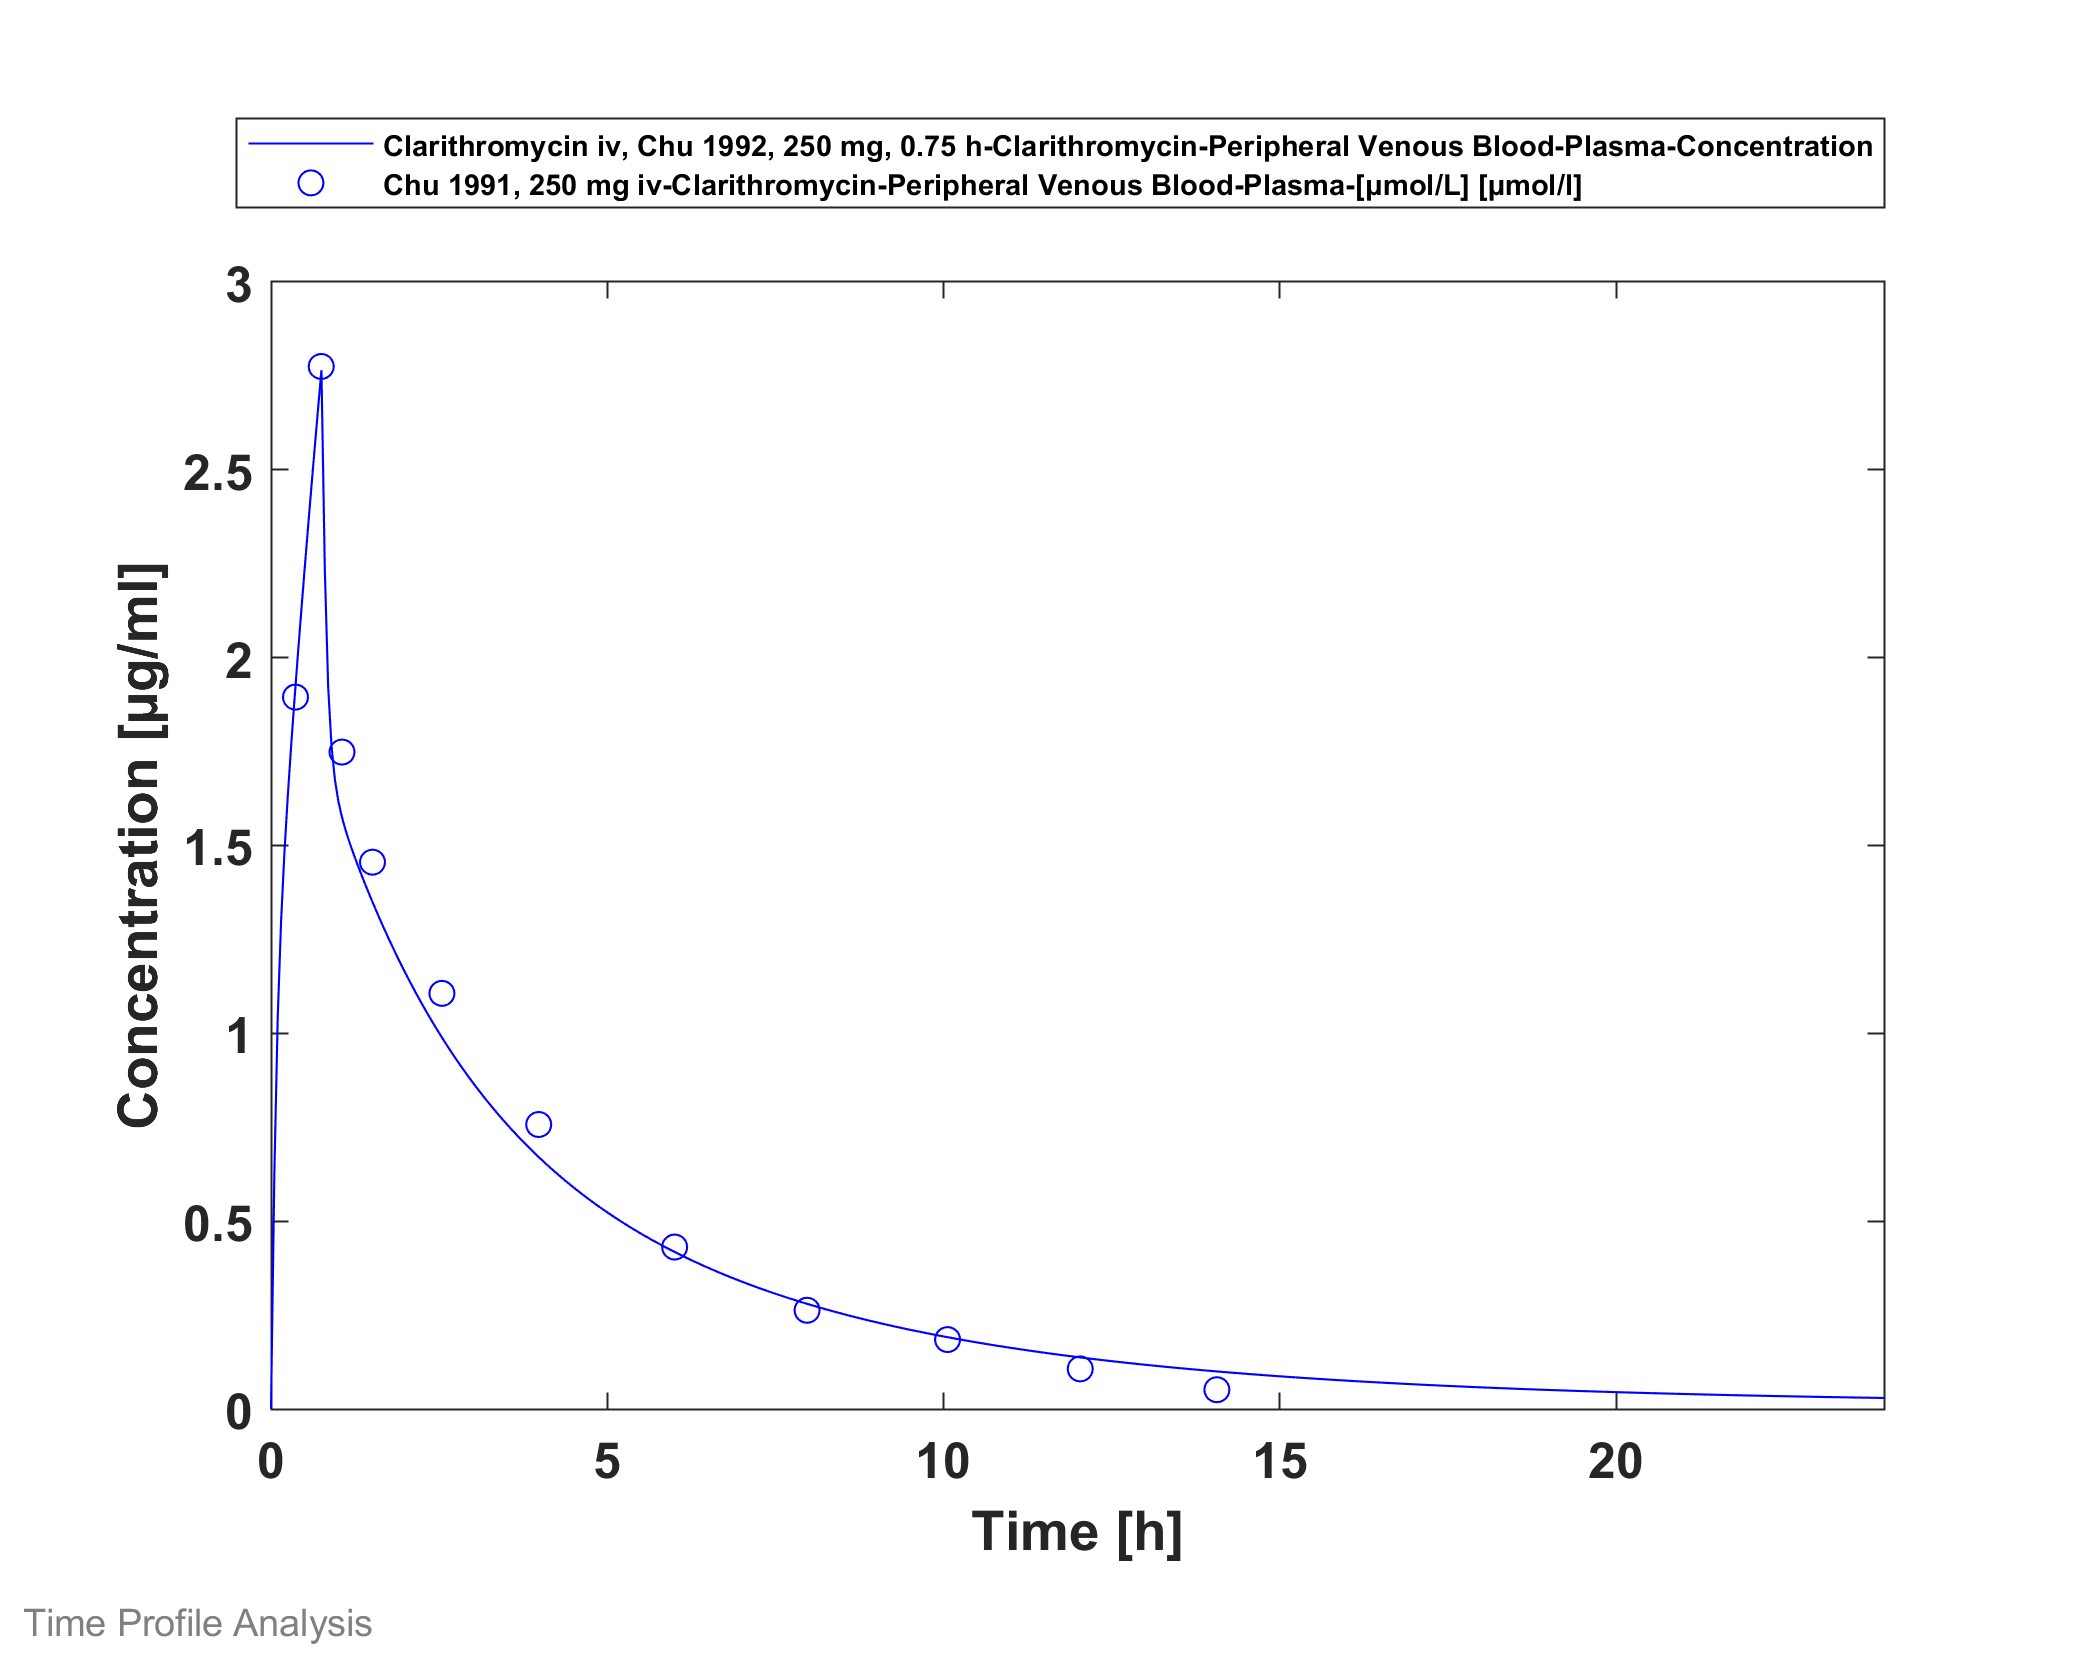 Clarithromycin iv, Chu 1992, 250 mg, 0.75 h-Clarithromycin-Peripheral Venous Blood-Plasma-Concentration
Chu 1991, 250 mg iv-Clarithromycin-Peripheral Venous Blood-Plasma-[µmol/L] [µmol/l]
3
2.5
2
1.5
1
0.5
0
Concentration [µg/ml]
0 5 10 15 20
Time [h]
Time Profile Analysis